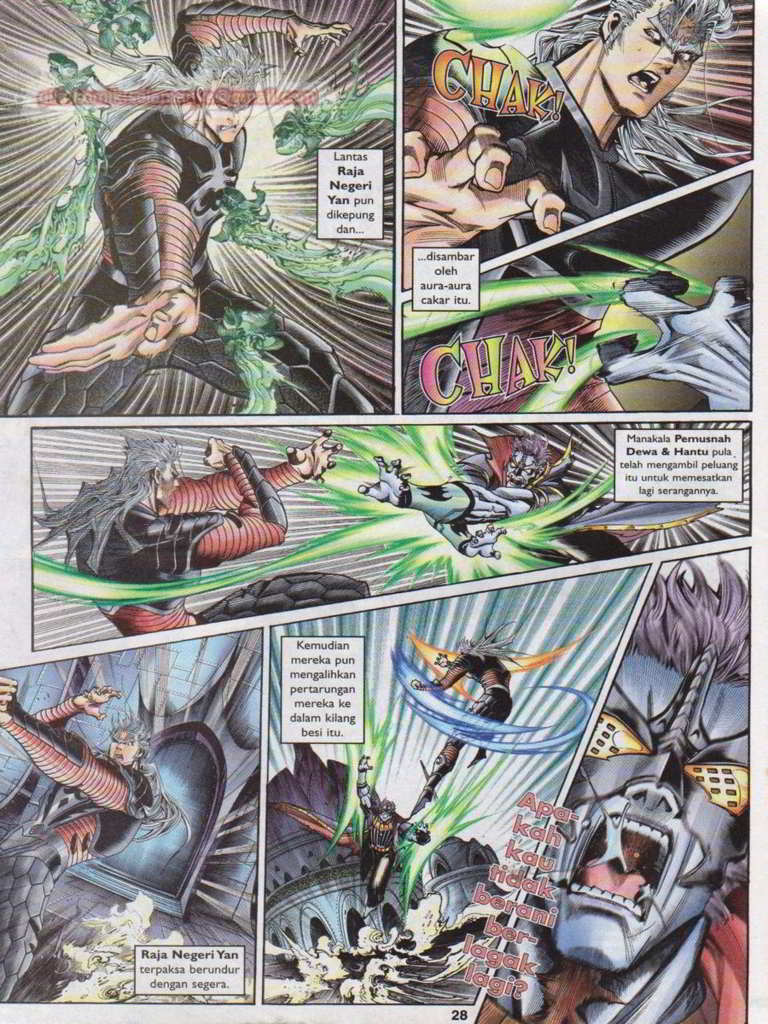 Lantas
Raja
Negeri
Yan pun
dikepung
dan...
CHAK!
...disambar
oleh
aura-aura
cakar itu.
CHAK!
Manakala Pemusnah
Dewa & Hantu pula
telah mengambil peluang
itu untuk memesatkan
lagi serangannya.
Raja Negeri Yan
terpaksa berundur
dengan segera.
Kemudian
mereka pun
mengalihkan
pertarungan
mereka ke
dalam kilang
besi itu.
Apa-
kah
kau
tidak
berani
ber-
lagak
lagi?
28